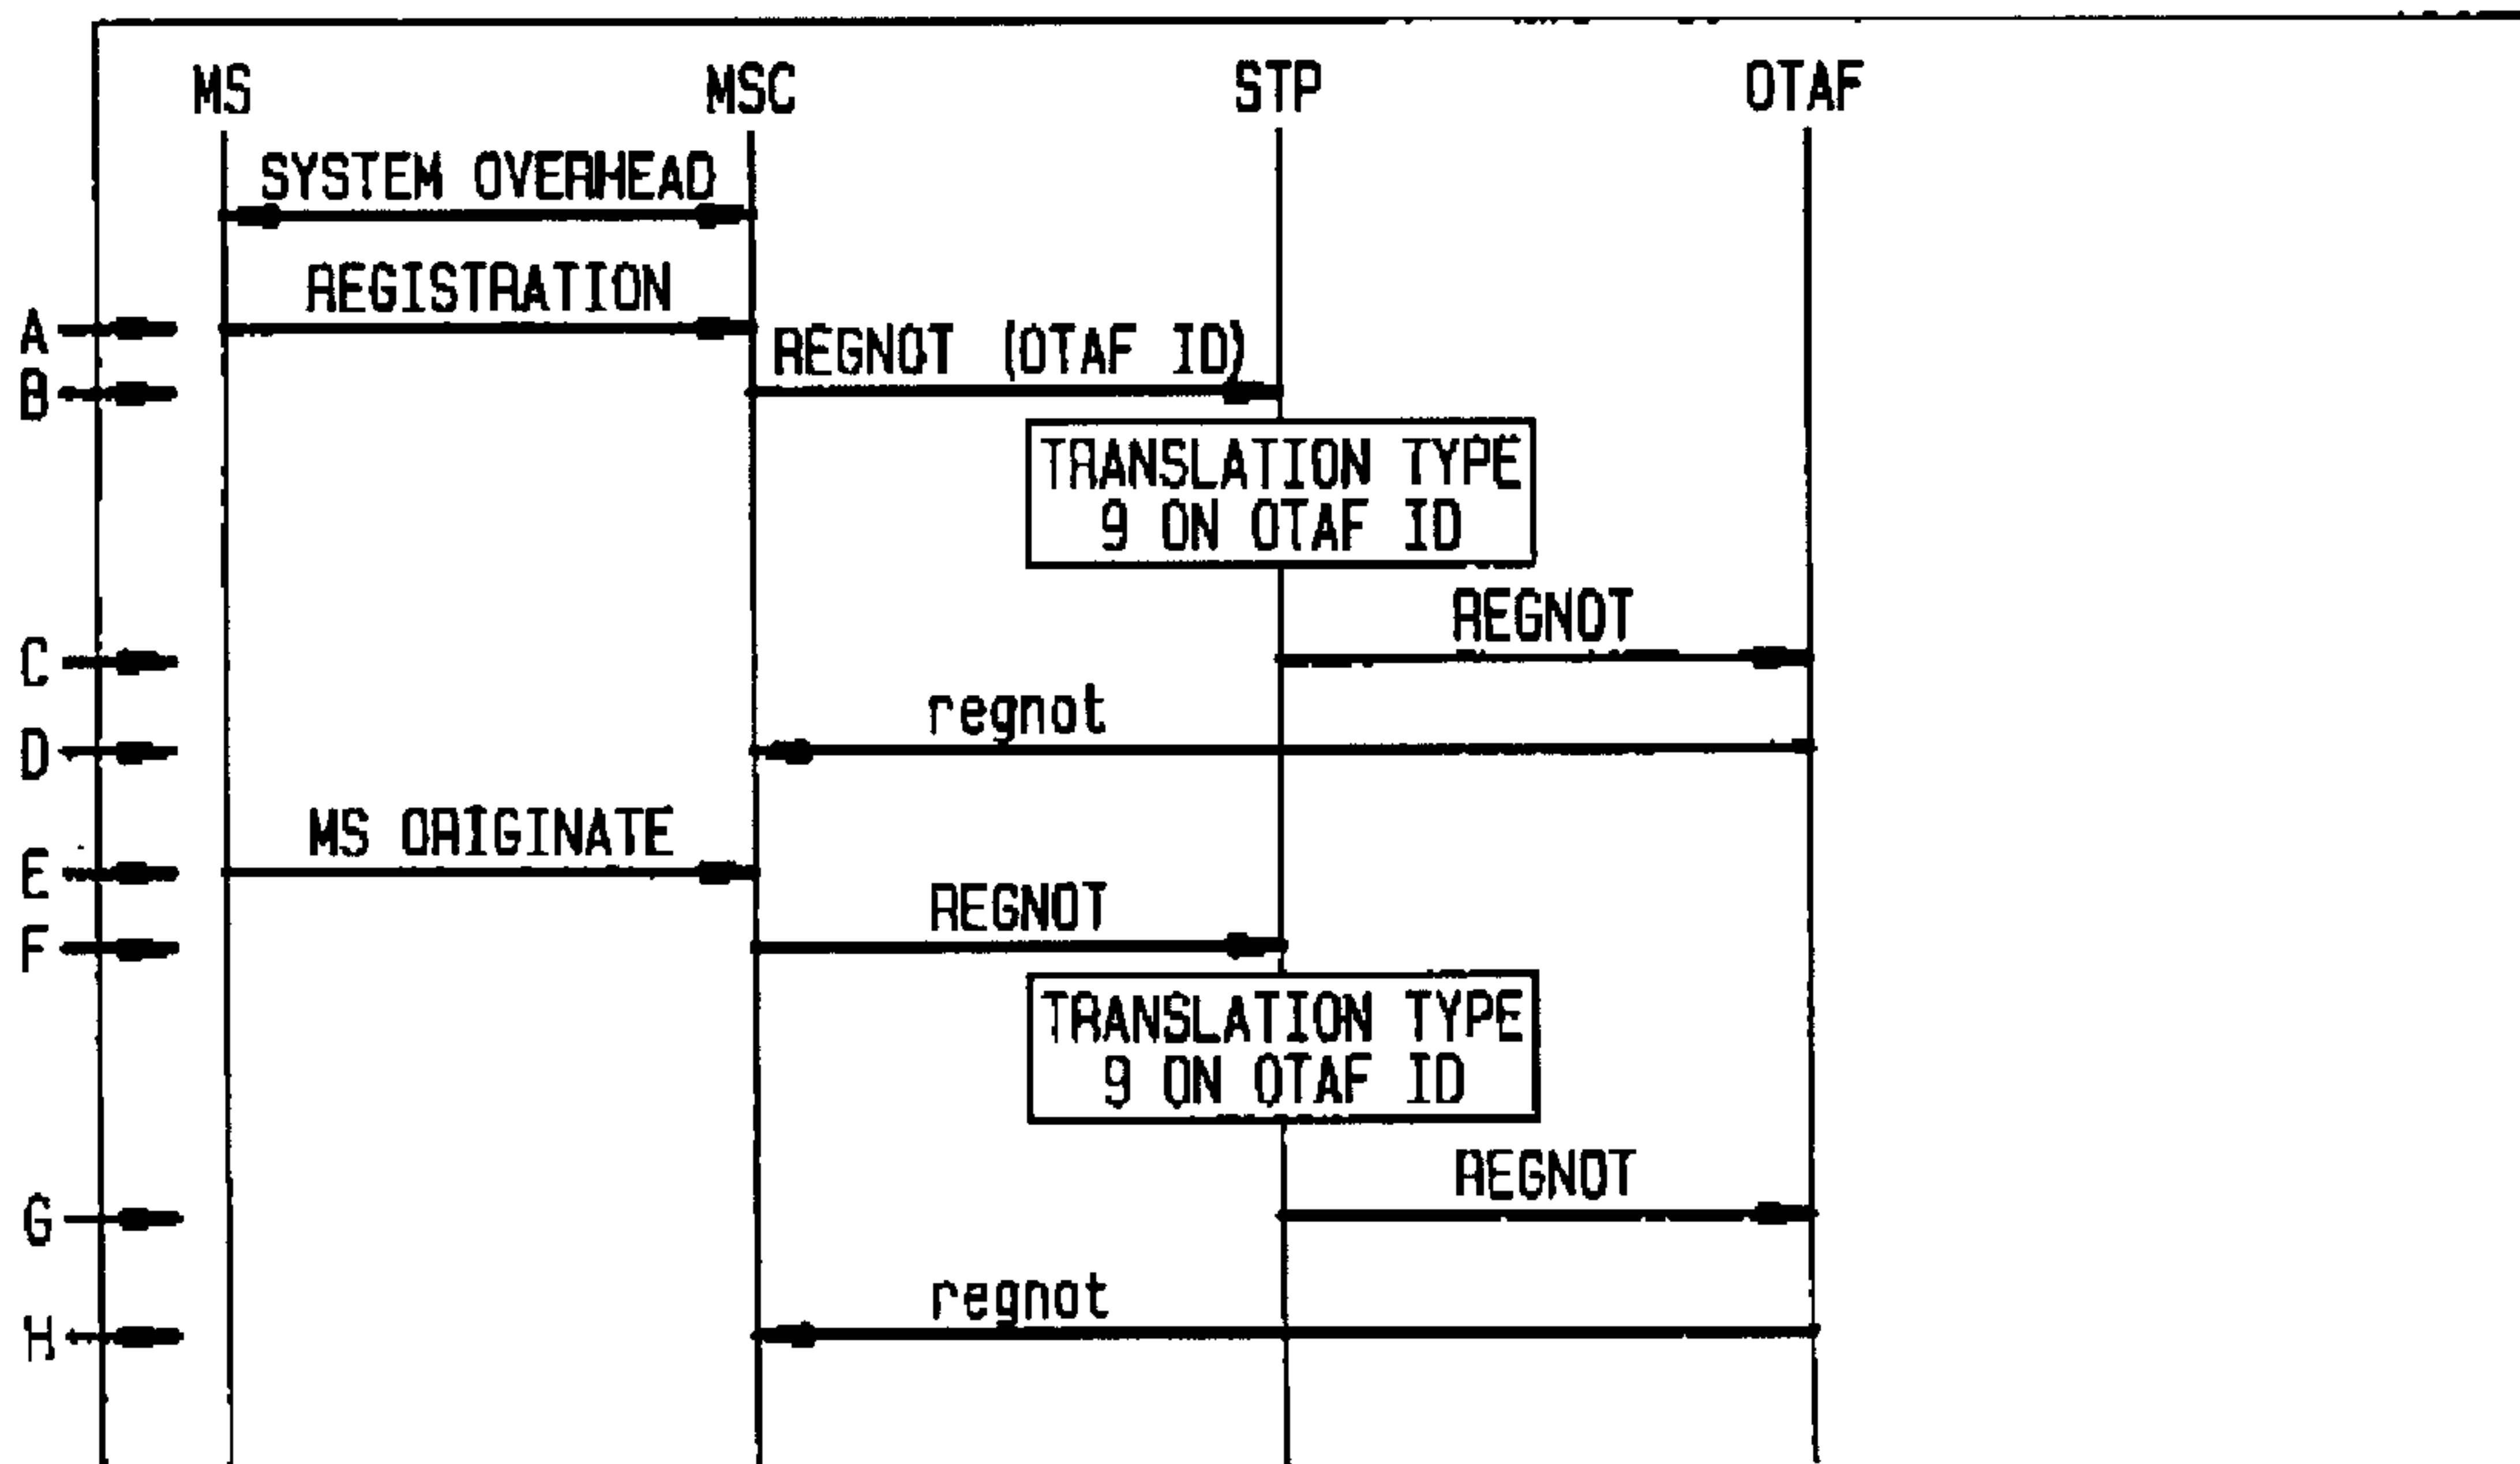 MS MSC STP OTAF
SYSTEM OVERHEAD
REGISTRATION
A
REGNOT (OTAF ID)
B
TRANSLATION TYPE
9 ON OTAF ID
REGNOT
C
regnot
D
MS ORIGINATE
E
REGNOT
F
TRANSLATION TYPE
9 ON OTAF ID
REGNOT
G
regnot
H